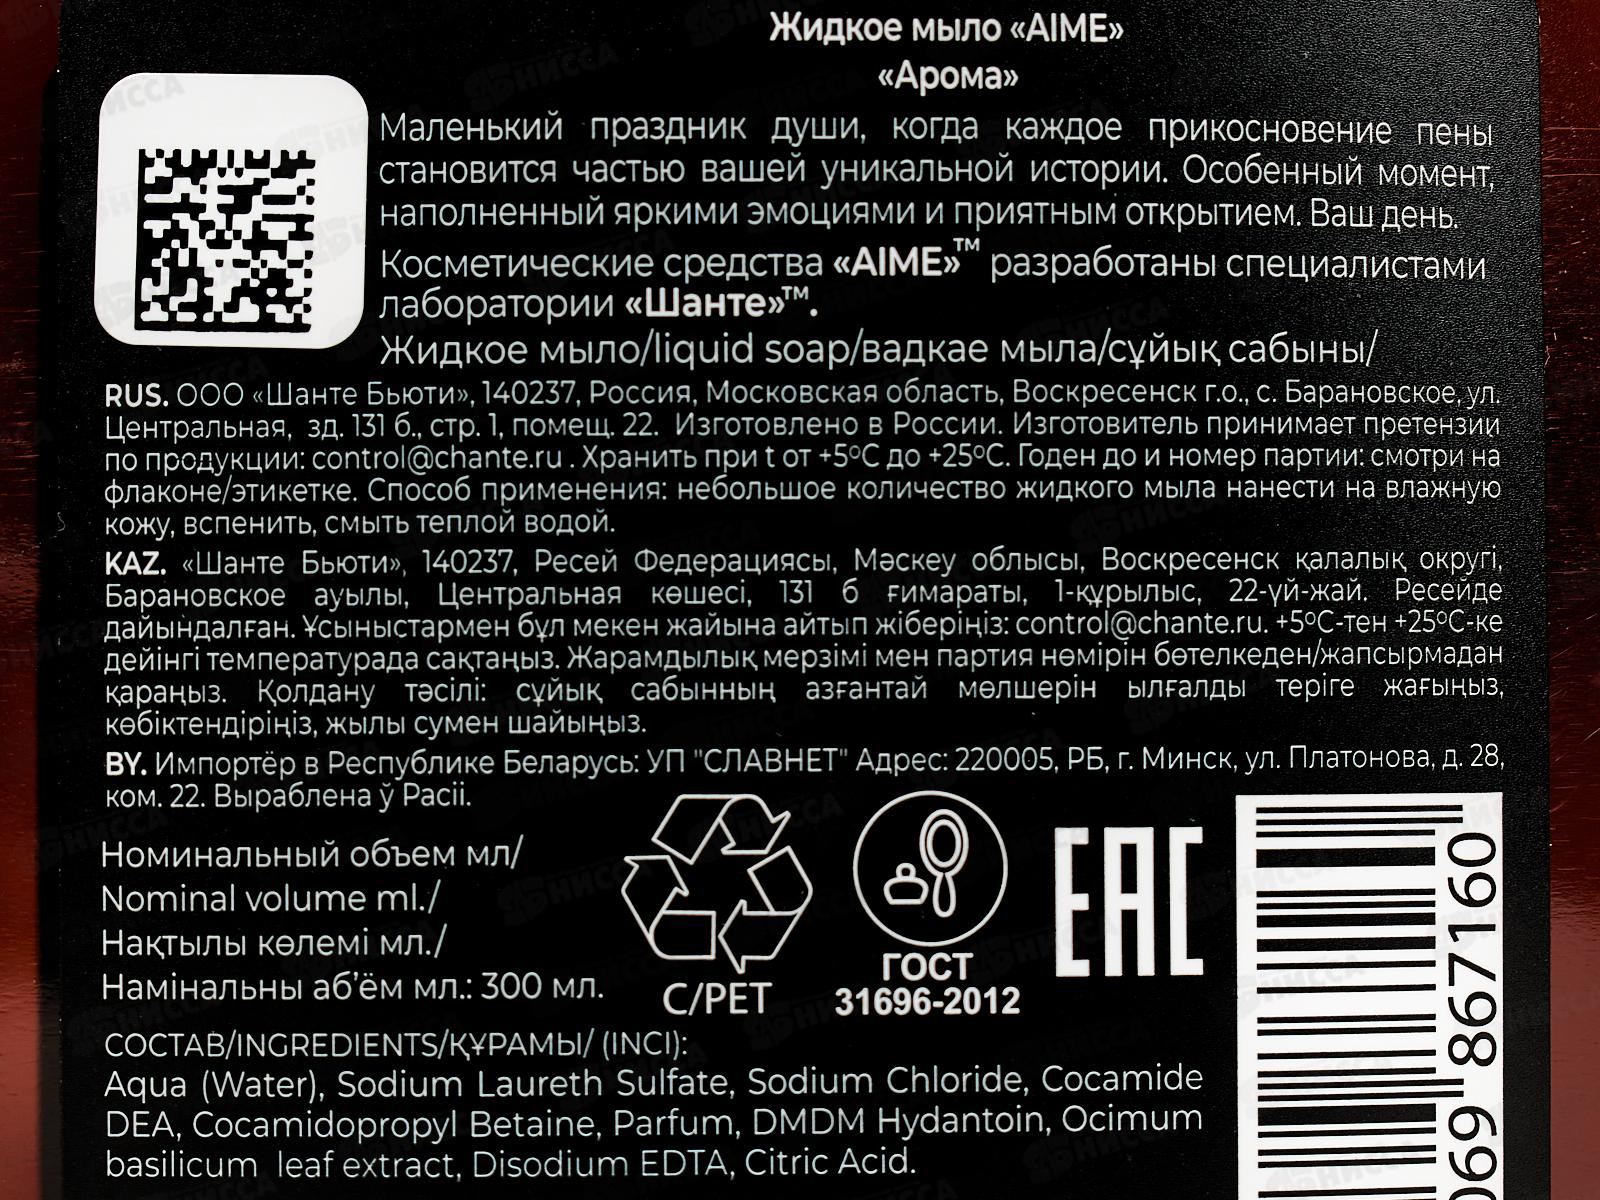 Жидкое мыло «AIME»
«Арома»
Маленький праздник души, когда каждое прикосновение пены
становится частью вашей уникальной истории. Особенный момент,
наполненный яркими эмоциями и приятным открытием. Ваш день.
Косметические средства «AIME»™ разработаны специалистами
лаборатории «Шанте»™.
Жидкое мыло/liquid soap/вадкае мыла/сұйық сабыны/
RUS. ООО «Шанте Бьюти», 140237, Россия, Московская область, Воскресенск г.о., с. Барановское, ул.
Центральная, зд. 131 б., стр. 1, помещ. 22. Изготовлено в России. Изготовитель принимает претензии
по продукции: control@chante.ru . Хранить при t от +5°C до +25°C. Годен до и номер партии: смотри на
флаконе/этикетке. Способ применения: небольшое количество жидкого мыла нанести на влажную
кожу, вспенить, смыть теплой водой.
KAZ. «Шанте Бьюти», 140237, Ресей Федерациясы, Мәскеу облысы, Воскресенск қалалық округі,
Барановское ауылы, Центральная көшесі, 131 б ғимараты, 1-құрылыс, 22-үй-жай. Ресейде
дайындалған. Ұсыныстармен бұл мекен жайына айтып жіберіңіз: control@chante.ru. +5°C-тен +25°C-ке
дейінгі температурада сақтаңыз. Жарамдылық мерзімі мен партия нөмірін бөтелкеден/жапсырмадан
қараңыз. Қолдану тәсілі: сұйық сабынның азғантай мөлшерін ылғалды теріге жағыңыз,
көбіктендіріңіз, жылы сумен шайыңыз.
BY. Импортёр в Республике Беларусь: УП "СЛАВНЕТ" Адрес: 220005, РБ, г. Минск, ул. Платонова, д. 28,
ком. 22. Выраблена ў Расіі.
Номинальный объем мл/
Nominal volume ml./
Нақтылы көлемі мл./
Намінальны аб’ём мл.: 300 мл.
C/PET
ГОСТ
31696-2012
EAC
069 867160
СОСТАВ/INGREDIENTS/ҚҰРАМЫ/ (INCI):
Aqua (Water), Sodium Laureth Sulfate, Sodium Chloride, Cocamide
DEA, Cocamidopropyl Betaine, Parfum, DMDM Hydantoin, Ocimum
basilicum leaf extract, Disodium EDTA, Citric Acid.